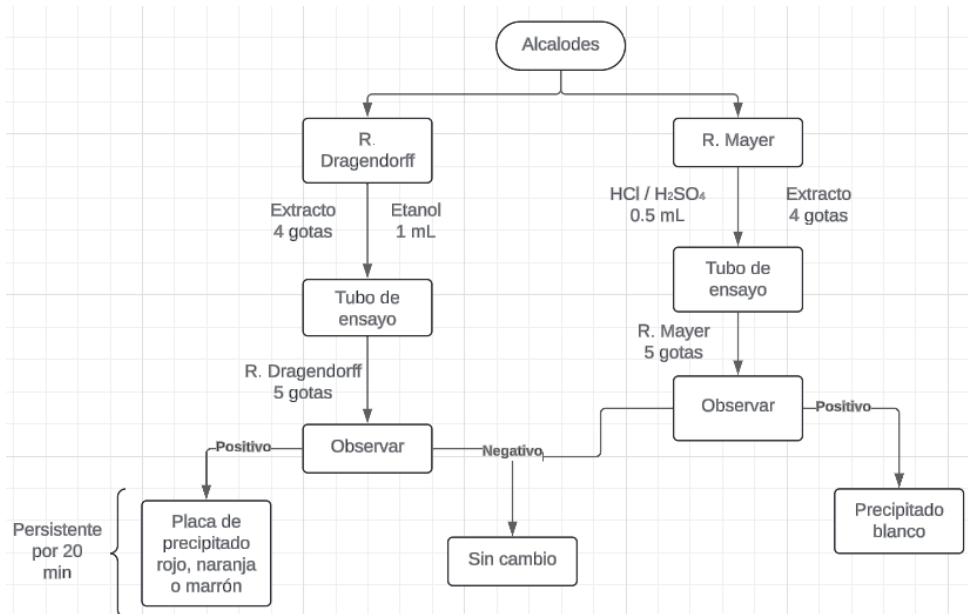 Alcalodes
R.
Dragendorff
R. Mayer
Extracto
4 gotas
Etanol
1 mL
HCl / H₂SO₄
0.5 mL
Extracto
4 gotas
Tubo de
ensayo
Tubo de
ensayo
R. Dragendorff
5 gotas
R. Mayer
5 gotas
Observar
Observar
Positivo
Negativo
Positivo
Persistente
por 20
min
Placa de
precipitado
rojo, naranja
o marrón
Sin cambio
Precipitado
blanco